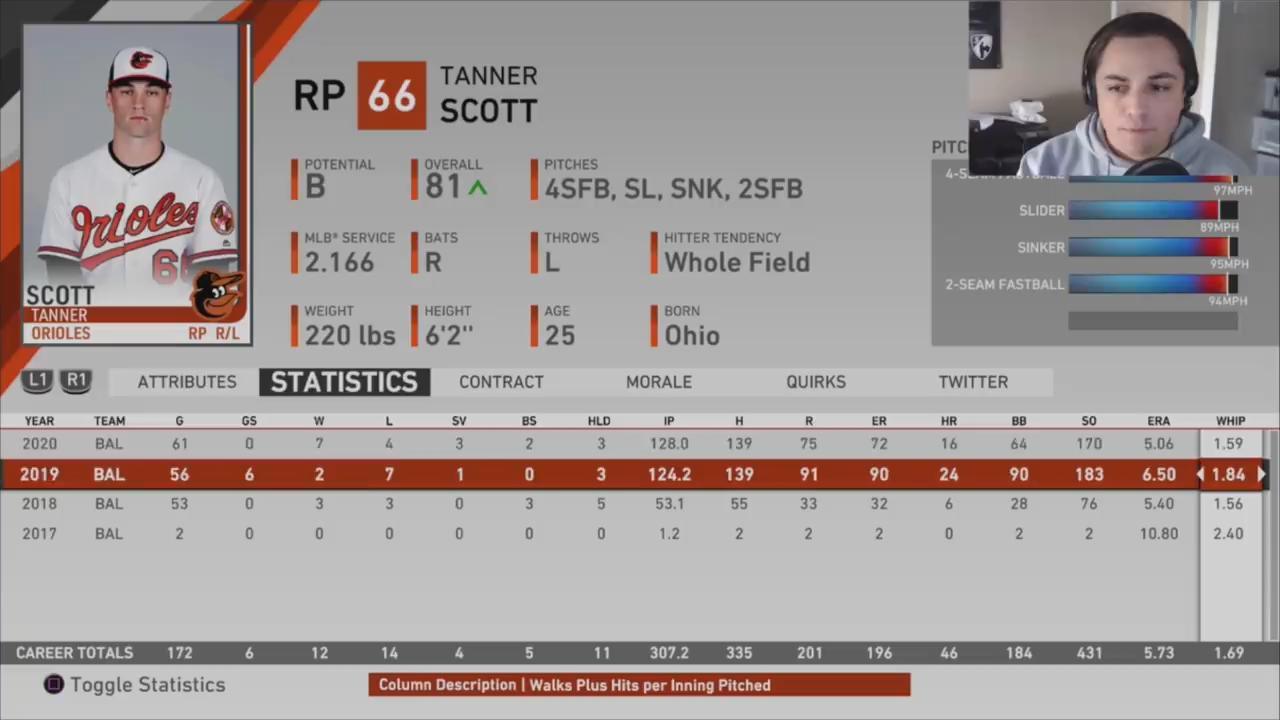 RP 66 TANNER SCOTT
POTENTIAL
B
OVERALL
81
PITCHES
4SFB, SL, SNK, 2SFB
MLB® SERVICE
2.166
BATS
R
THROWS
L
HITTER TENDENCY
Whole Field
WEIGHT
220 lbs
HEIGHT
6'2"
AGE
25
BORN
Ohio
Orioles
SCOTT
TANNER
ORIOLES RP R/L
97MPH
SLIDER
89MPH
SINKER
95MPH
2-SEAM FASTBALL
94MPH
L1 R1 ATTRIBUTES STATISTICS CONTRACT MORALE QUIRKS TWITTER
YEAR TEAM G GS W L SV BS HLD IP H R ER HR BB SO ERA WHIP
2020 BAL 61 0 7 4 3 2 3 128.0 139 75 72 16 64 170 5.06 1.59
2019 BAL 56 6 2 7 1 0 3 124.2 139 91 90 24 90 183 6.50 1.84
2018 BAL 53 0 3 3 0 3 5 53.1 55 33 32 6 28 76 5.40 1.56
2017 BAL 2 0 0 0 0 0 0 1.2 2 2 2 0 2 2 10.80 2.40
CAREER TOTALS 172 6 12 14 4 5 11 307.2 335 201 196 46 184 431 5.73 1.69
Toggle Statistics
Column Description | Walks Plus Hits per Inning Pitched